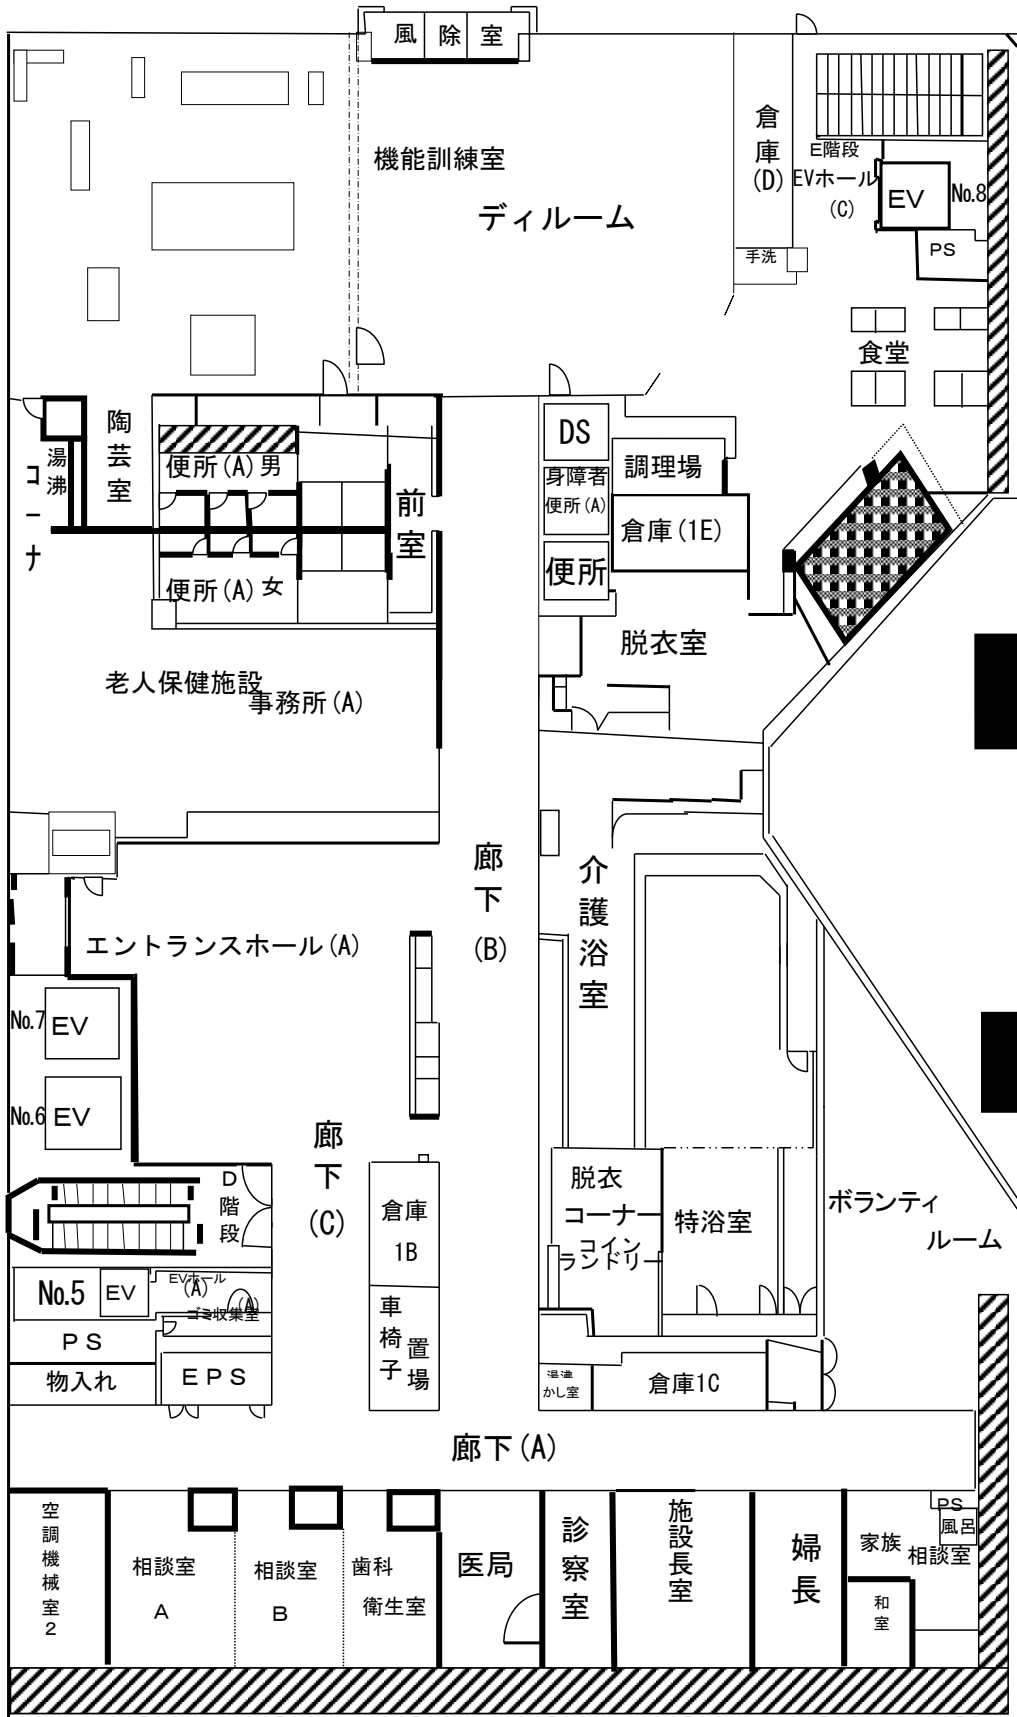 風 除 室
機能訓練室
ディルーム
倉庫(D)
E階段
EVホール
(C)
EV
No.8
PS
手洗
食堂
陶芸室
湯沸
コーナ
便所(A)男
便所(A)女
前室
DS
身障者
便所(A)
便所
調理場
倉庫(1E)
脱衣室
老人保健施設
事務所(A)
廊下(B)
介護浴室
エントランスホール(A)
No.7 EV
No.6 EV
廊下(C)
D階段
倉庫
1B
脱衣
コーナー
コイン
ランドリー
特浴室
ボランティ
ルーム
No.5 EV
EVホール
(A)
ゴミ収集室
(A)
PS
物入れ
EPS
車椅子
置場
湯沸
かし室
倉庫1C
廊下(A)
空調機械室2
相談室
A
相談室
B
歯科
衛生室
医局
診察室
施設長室
婦長
家族
相談室
PS
風呂
和室